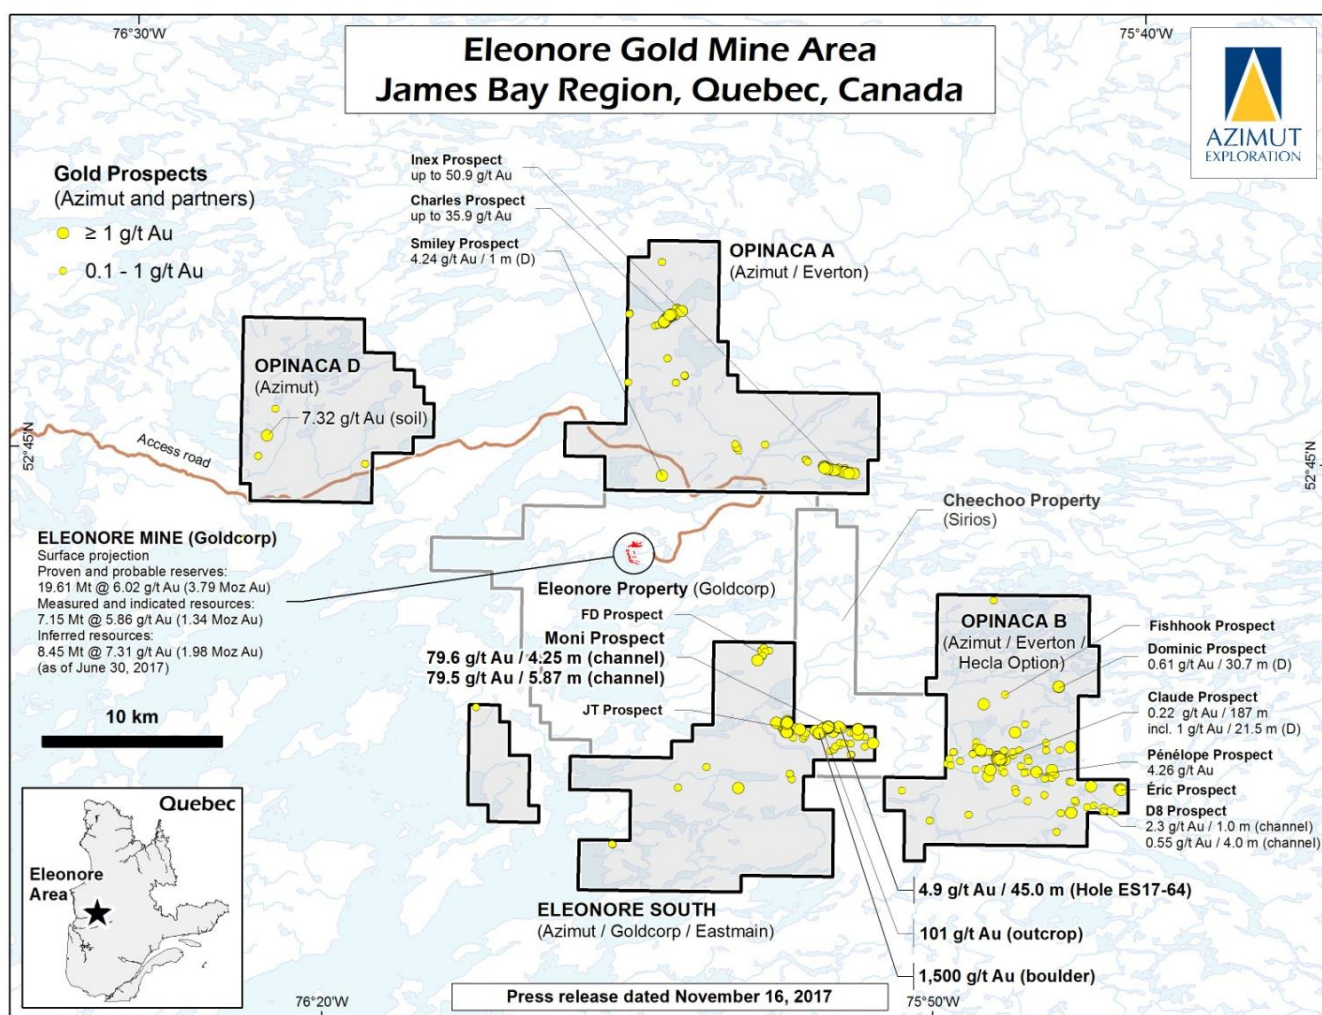 76°30'W
75°40'W
Eleonore Gold Mine Area
James Bay Region, Quebec, Canada
AZIMUT
EXPLORATION
Gold Prospects
(Azimut and partners)
≥ 1 g/t Au
0.1 - 1 g/t Au
Inex Prospect
up to 50.9 g/t Au
Charles Prospect
up to 35.9 g/t Au
Smiley Prospect
4.24 g/t Au / 1 m (D)
OPINACA A
(Azimut / Everton)
OPINACA D
(Azimut)
7.32 g/t Au (soil)
52°45'N
Access road
52°45'N
Cheechoo Property
(Sirios)
ELEONORE MINE (Goldcorp)
Surface projection
Proven and probable reserves:
19.61 Mt @ 6.02 g/t Au (3.79 Moz Au)
Measured and indicated resources:
7.15 Mt @ 5.86 g/t Au (1.34 Moz Au)
Inferred resources:
8.45 Mt @ 7.31 g/t Au (1.98 Moz Au)
(as of June 30, 2017)
Eleonore Property (Goldcorp)
FD Prospect
Moni Prospect
79.6 g/t Au / 4.25 m (channel)
79.5 g/t Au / 5.87 m (channel)
JT Prospect
OPINACA B
(Azimut / Everton /
Hecla Option)
Fishhook Prospect
Dominic Prospect
0.61 g/t Au / 30.7 m (D)
Claude Prospect
0.22 g/t Au / 187 m
incl. 1 g/t Au / 21.5 m (D)
Pénélope Prospect
4.26 g/t Au
Éric Prospect
D8 Prospect
2.3 g/t Au / 1.0 m (channel)
0.55 g/t Au / 4.0 m (channel)
10 km
Quebec
Eleonore
Area
4.9 g/t Au / 45.0 m (Hole ES17-64)
101 g/t Au (outcrop)
1,500 g/t Au (boulder)
ELEONORE SOUTH
(Azimut / Goldcorp / Eastmain)
76°20'W
Press release dated November 16, 2017
75°50'W